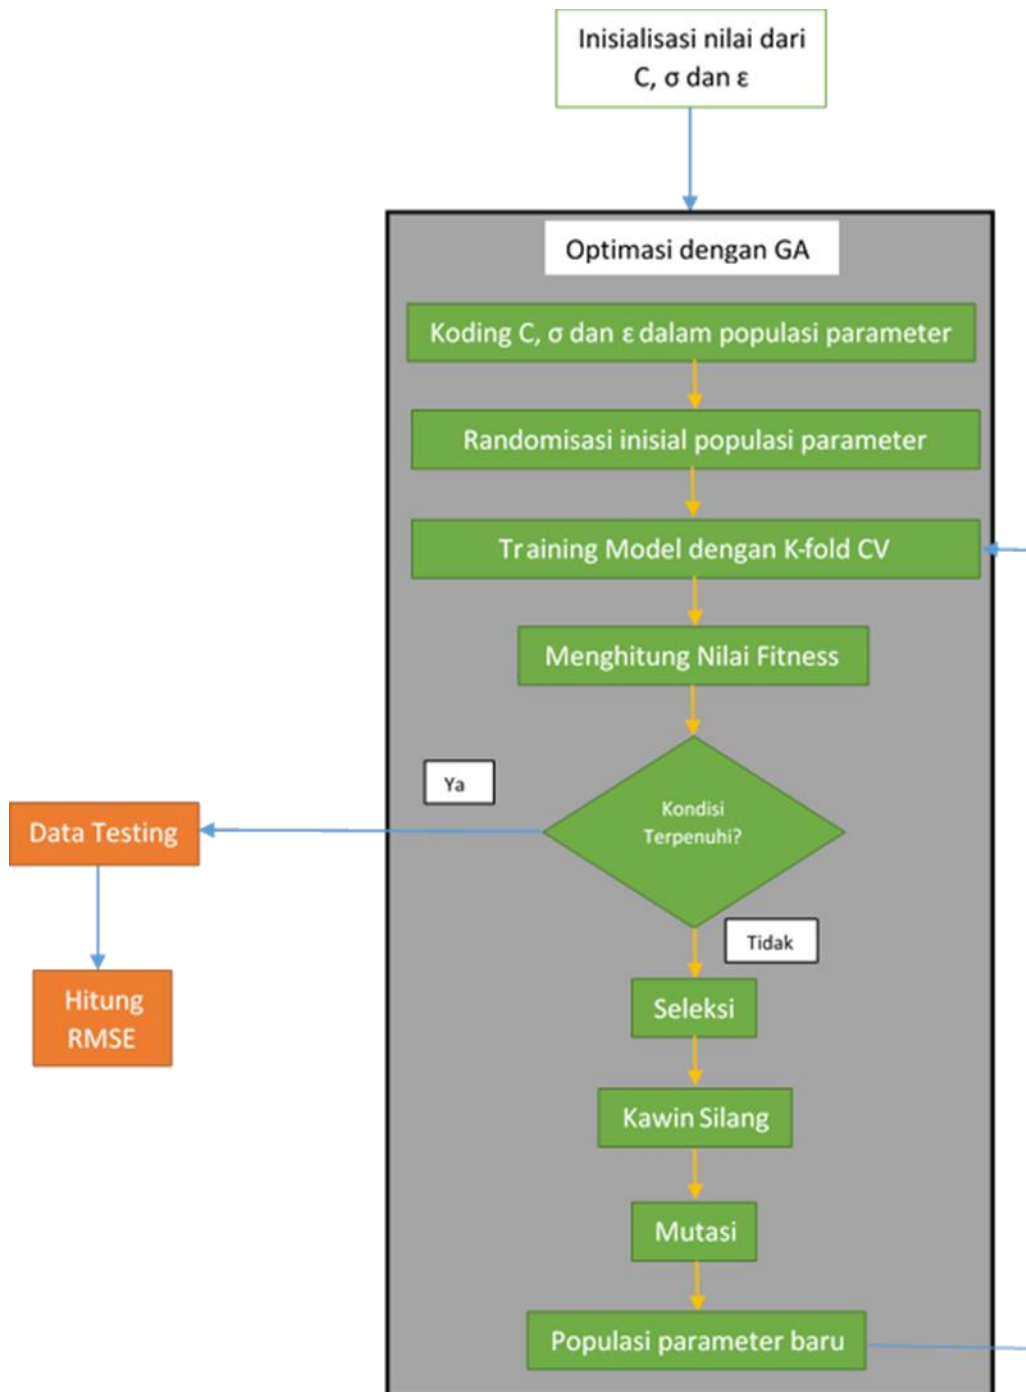 Inisialisasi nilai dari
C, σ dan ε
Optimasi dengan GA
Koding C, σ dan ε dalam populasi parameter
Randomisasi inisial populasi parameter
Training Model dengan K-fold CV
Menghitung Nilai Fitness
Ya
Kondisi
Terpenuhi?
Data Testing
Tidak
Hitung
RMSE
Seleksi
Kawin Silang
Mutasi
Populasi parameter baru